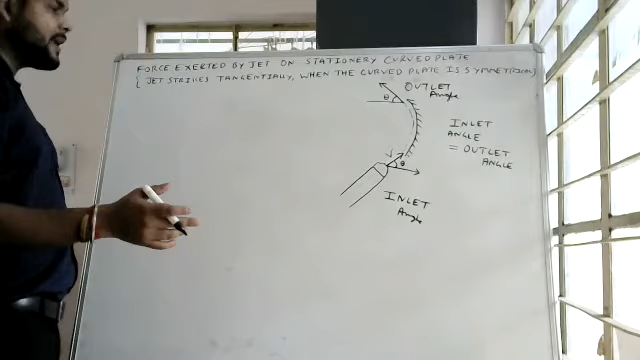 FORCE EXERTED BY JET ON STATIONERY CURVED PLATE
( JET STRIKES TANGENTIALLY, WHEN THE CURVED PLATE IS SYMMETRICAL)
OUTLET
Angle
θ
INLET
ANGLE
= OUTLET
ANGLE
V
θ
INLET
Angle